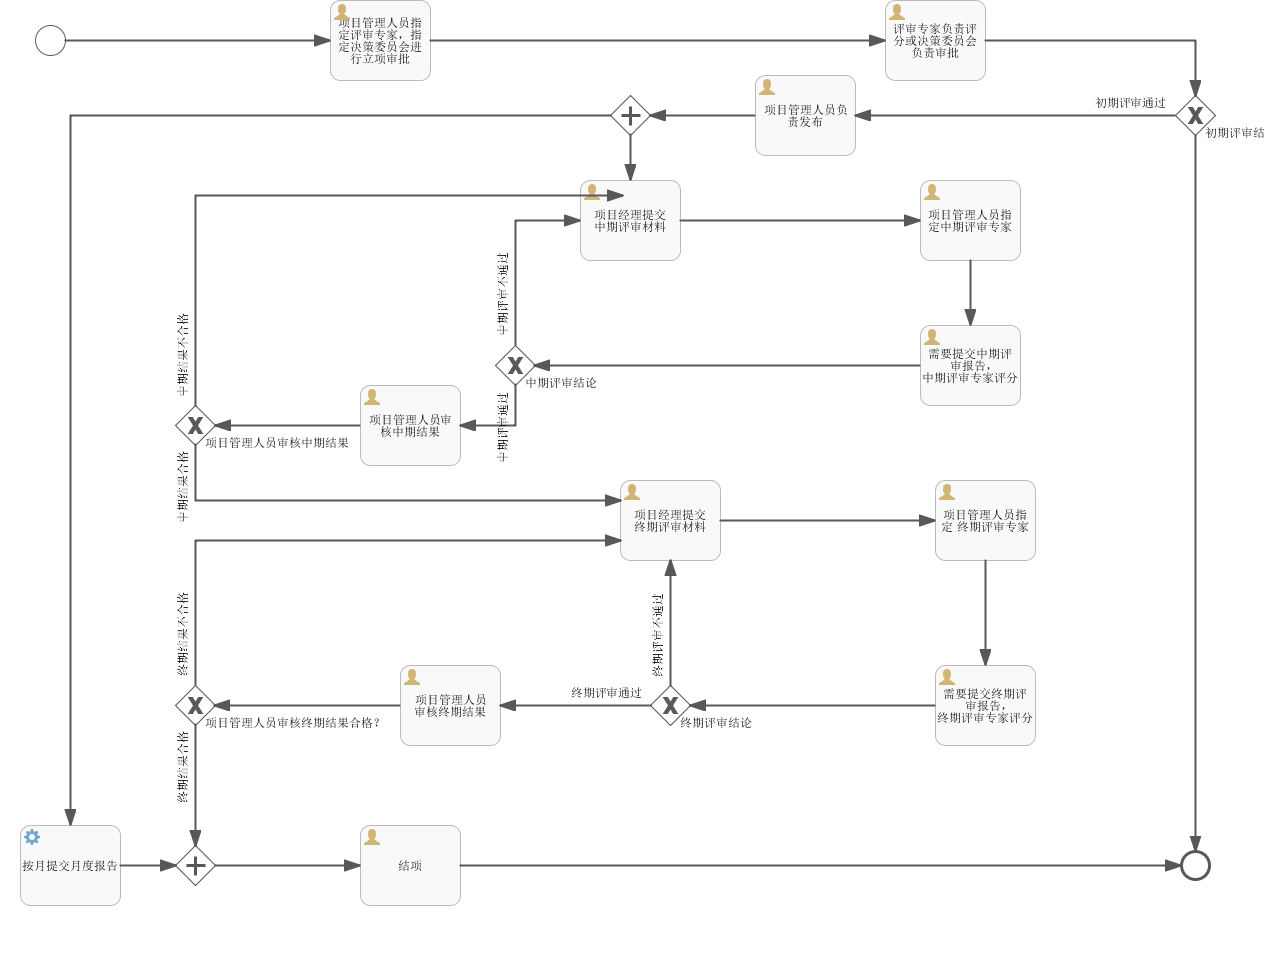 项目管理人员指
定评审专家，指
定决策委员会进
行立项审批
评审专家负责评
分或决策委员会
负责审批
项目管理人员负
责发布
初期评审通过
初期评审结
项目经理提交
中期评审材料
项目管理人员指
定中期评审专家
中期评审不通过
中期结果不合格
需要提交中期评
审报告，
中期评审专家评分
中期评审结论
中期评审通过
项目管理人员审
核中期结果
项目管理人员审核中期结果
中期结果合格
项目经理提交
终期评审材料
项目管理人员指
定 终期评审专家
终期结果不合格
终期评审不通过
需要提交终期评
审报告，
终期评审专家评分
终期评审结论
终期评审通过
项目管理人员
审核终期结果
项目管理人员审核终期结果合格?
终期结果合格
按月提交月度报告
结项